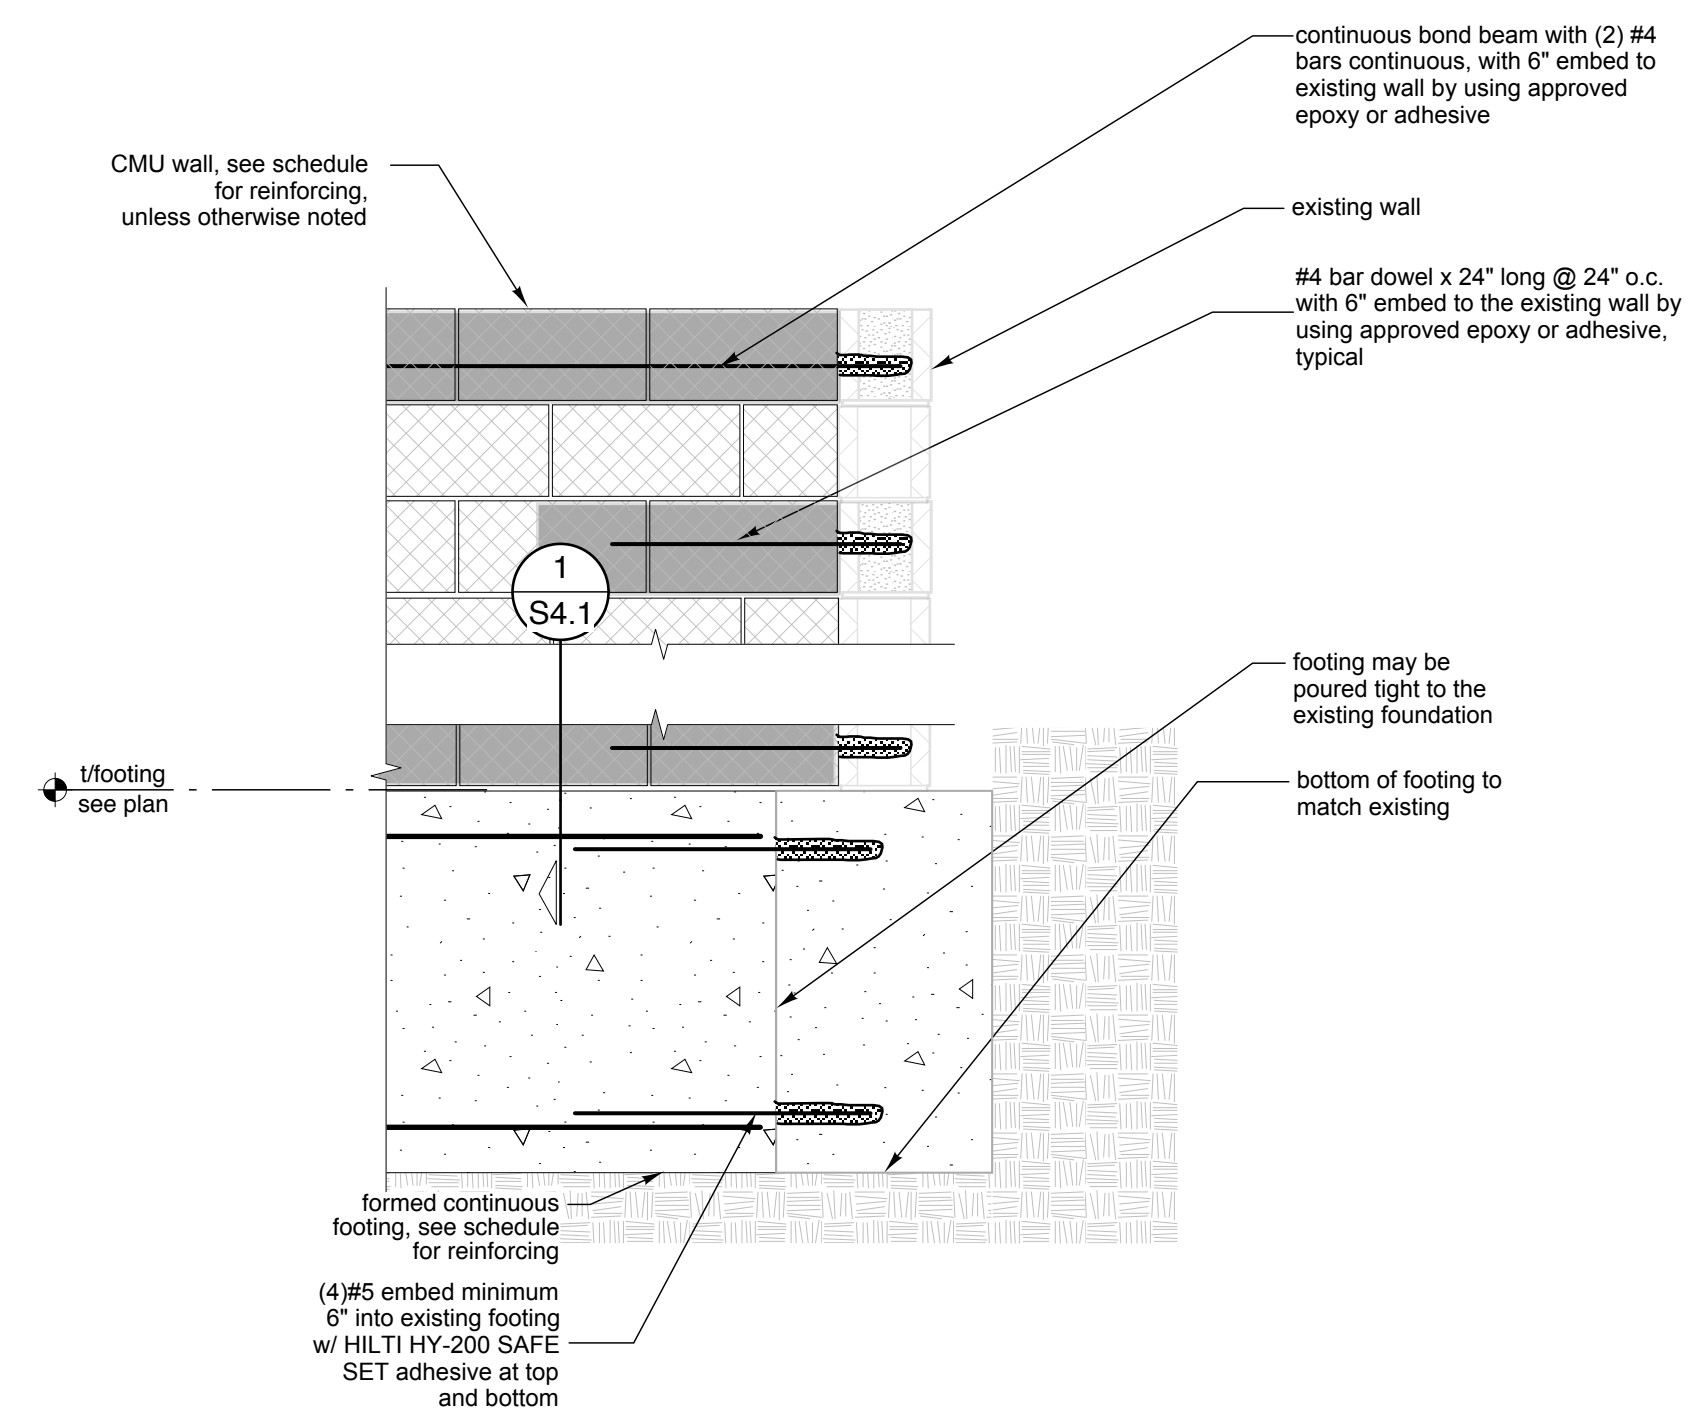 continuous bond beam with (2) #4
bars continuous, with 6" embed to
existing wall by using approved
epoxy or adhesive
CMU wall, see schedule
for reinforcing,
unless otherwise noted
existing wall
#4 bar dowel x 24" long @ 24" o.c.
with 6" embed to the existing wall by
using approved epoxy or adhesive,
typical
1
S4.1
footing may be
poured tight to the
existing foundation
t/footing
see plan
bottom of footing to
match existing
formed continuous
footing, see schedule
for reinforcing
(4)#5 embed minimum
6" into existing footing
w/ HILTI HY-200 SAFE
SET adhesive at top
and bottom